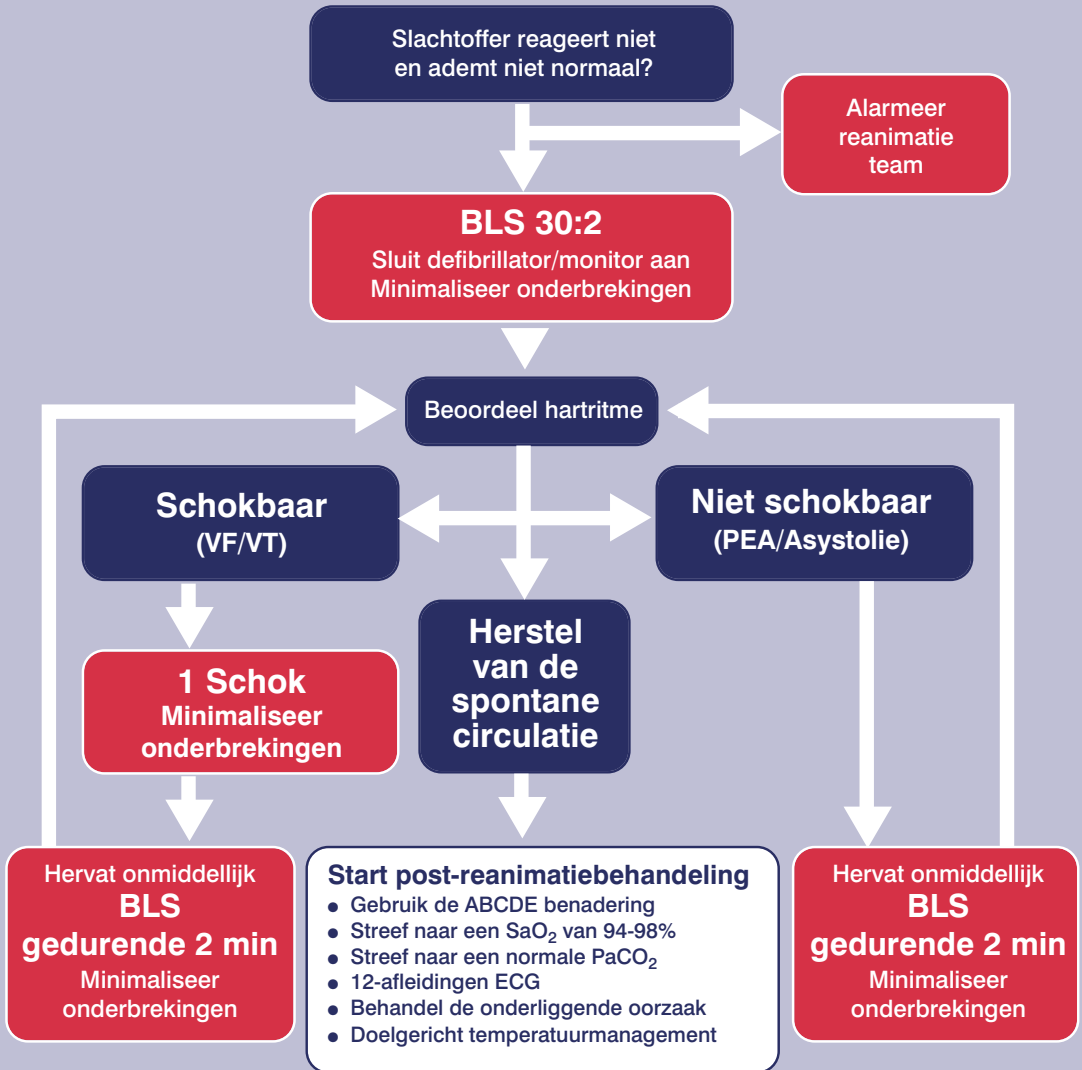 Slachtoffer reageert niet
en ademt niet normaal?
Alarmeer
reanimatie
team
BLS 30:2
Sluit defibrillator/monitor aan
Minimaliseer onderbrekingen
Beoordeel hartritme
Schokbaar
(VF/VT)
Niet schokbaar
(PEA/Asystolie)
1 Schok
Minimaliseer
onderbrekingen
Herstel
van de
spontane
circulatie
Hervat onmiddellijk
BLS
gedurende 2 min
Minimaliseer
onderbrekingen
Start post-reanimatiebehandeling
• Gebruik de ABCDE benadering
• Streef naar een SaO₂ van 94-98%
• Streef naar een normale PaCO₂
• 12-afleidingen ECG
• Behandel de onderliggende oorzaak
• Doelgericht temperatuurmanagement
Hervat onmiddellijk
BLS
gedurende 2 min
Minimaliseer
onderbrekingen